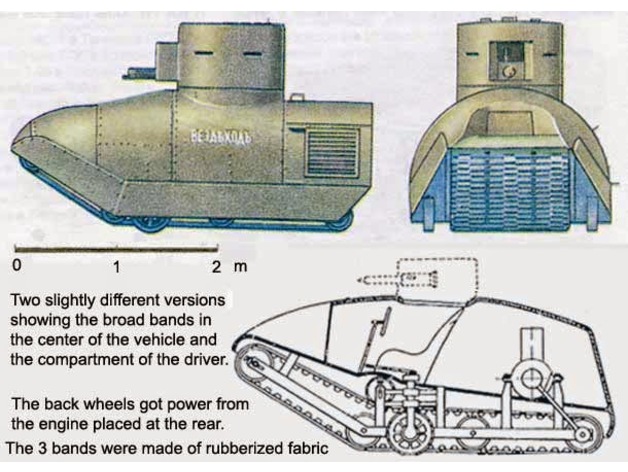 ВЕЗДѢХОДЪ
0 1 2 m
Two slightly different versions
showing the broad bands in
the center of the vehicle and
the compartment of the driver.
The back wheels got power from
the engine placed at the rear.
The 3 bands were made of rubberized fabric